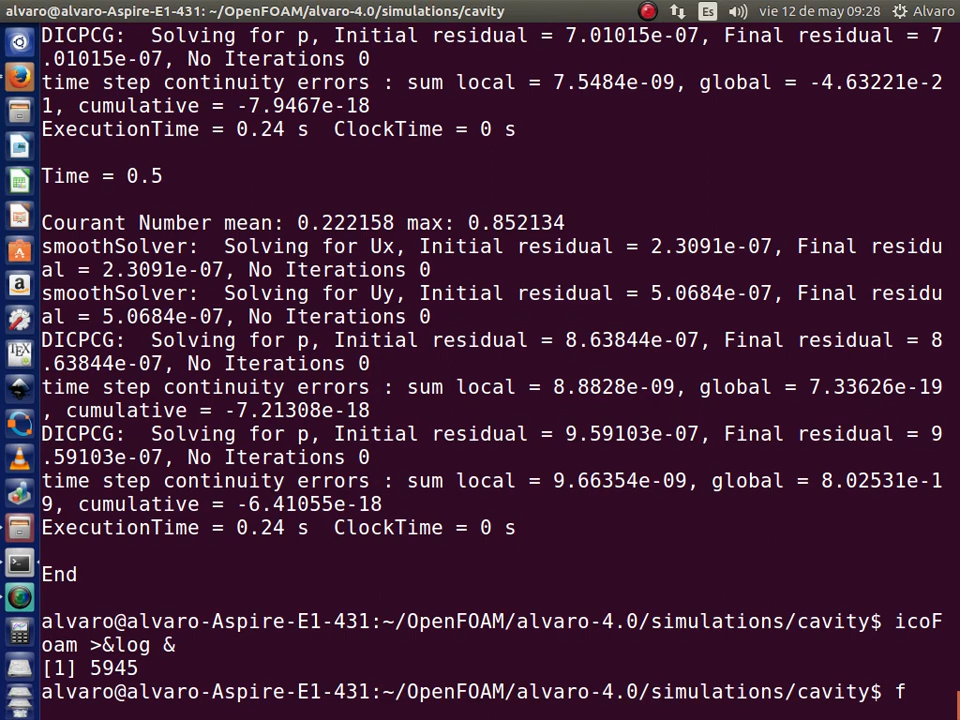 alvaro@alvaro-Aspire-E1-431: ~/OpenFOAM/alvaro-4.0/simulations/cavity
Es
vie 12 de may 09:28
Alvaro
DICPCG:  Solving for p, Initial residual = 7.01015e-07, Final residual = 7
.01015e-07, No Iterations 0
time step continuity errors : sum local = 7.5484e-09, global = -4.63221e-2
1, cumulative = -7.9467e-18
ExecutionTime = 0.24 s  ClockTime = 0 s
Time = 0.5
Courant Number mean: 0.222158 max: 0.852134
smoothSolver:  Solving for Ux, Initial residual = 2.3091e-07, Final residu
al = 2.3091e-07, No Iterations 0
smoothSolver:  Solving for Uy, Initial residual = 5.0684e-07, Final residu
al = 5.0684e-07, No Iterations 0
DICPCG:  Solving for p, Initial residual = 8.63844e-07, Final residual = 8
.63844e-07, No Iterations 0
time step continuity errors : sum local = 8.8828e-09, global = 7.33626e-19
, cumulative = -7.21308e-18
DICPCG:  Solving for p, Initial residual = 9.59103e-07, Final residual = 9
.59103e-07, No Iterations 0
time step continuity errors : sum local = 9.66354e-09, global = 8.02531e-1
9, cumulative = -6.41055e-18
ExecutionTime = 0.24 s  ClockTime = 0 s
End
alvaro@alvaro-Aspire-E1-431:~/OpenFOAM/alvaro-4.0/simulations/cavity$ icoF
oam >&log &
[1] 5945
alvaro@alvaro-Aspire-E1-431:~/OpenFOAM/alvaro-4.0/simulations/cavity$ f
a
TEX